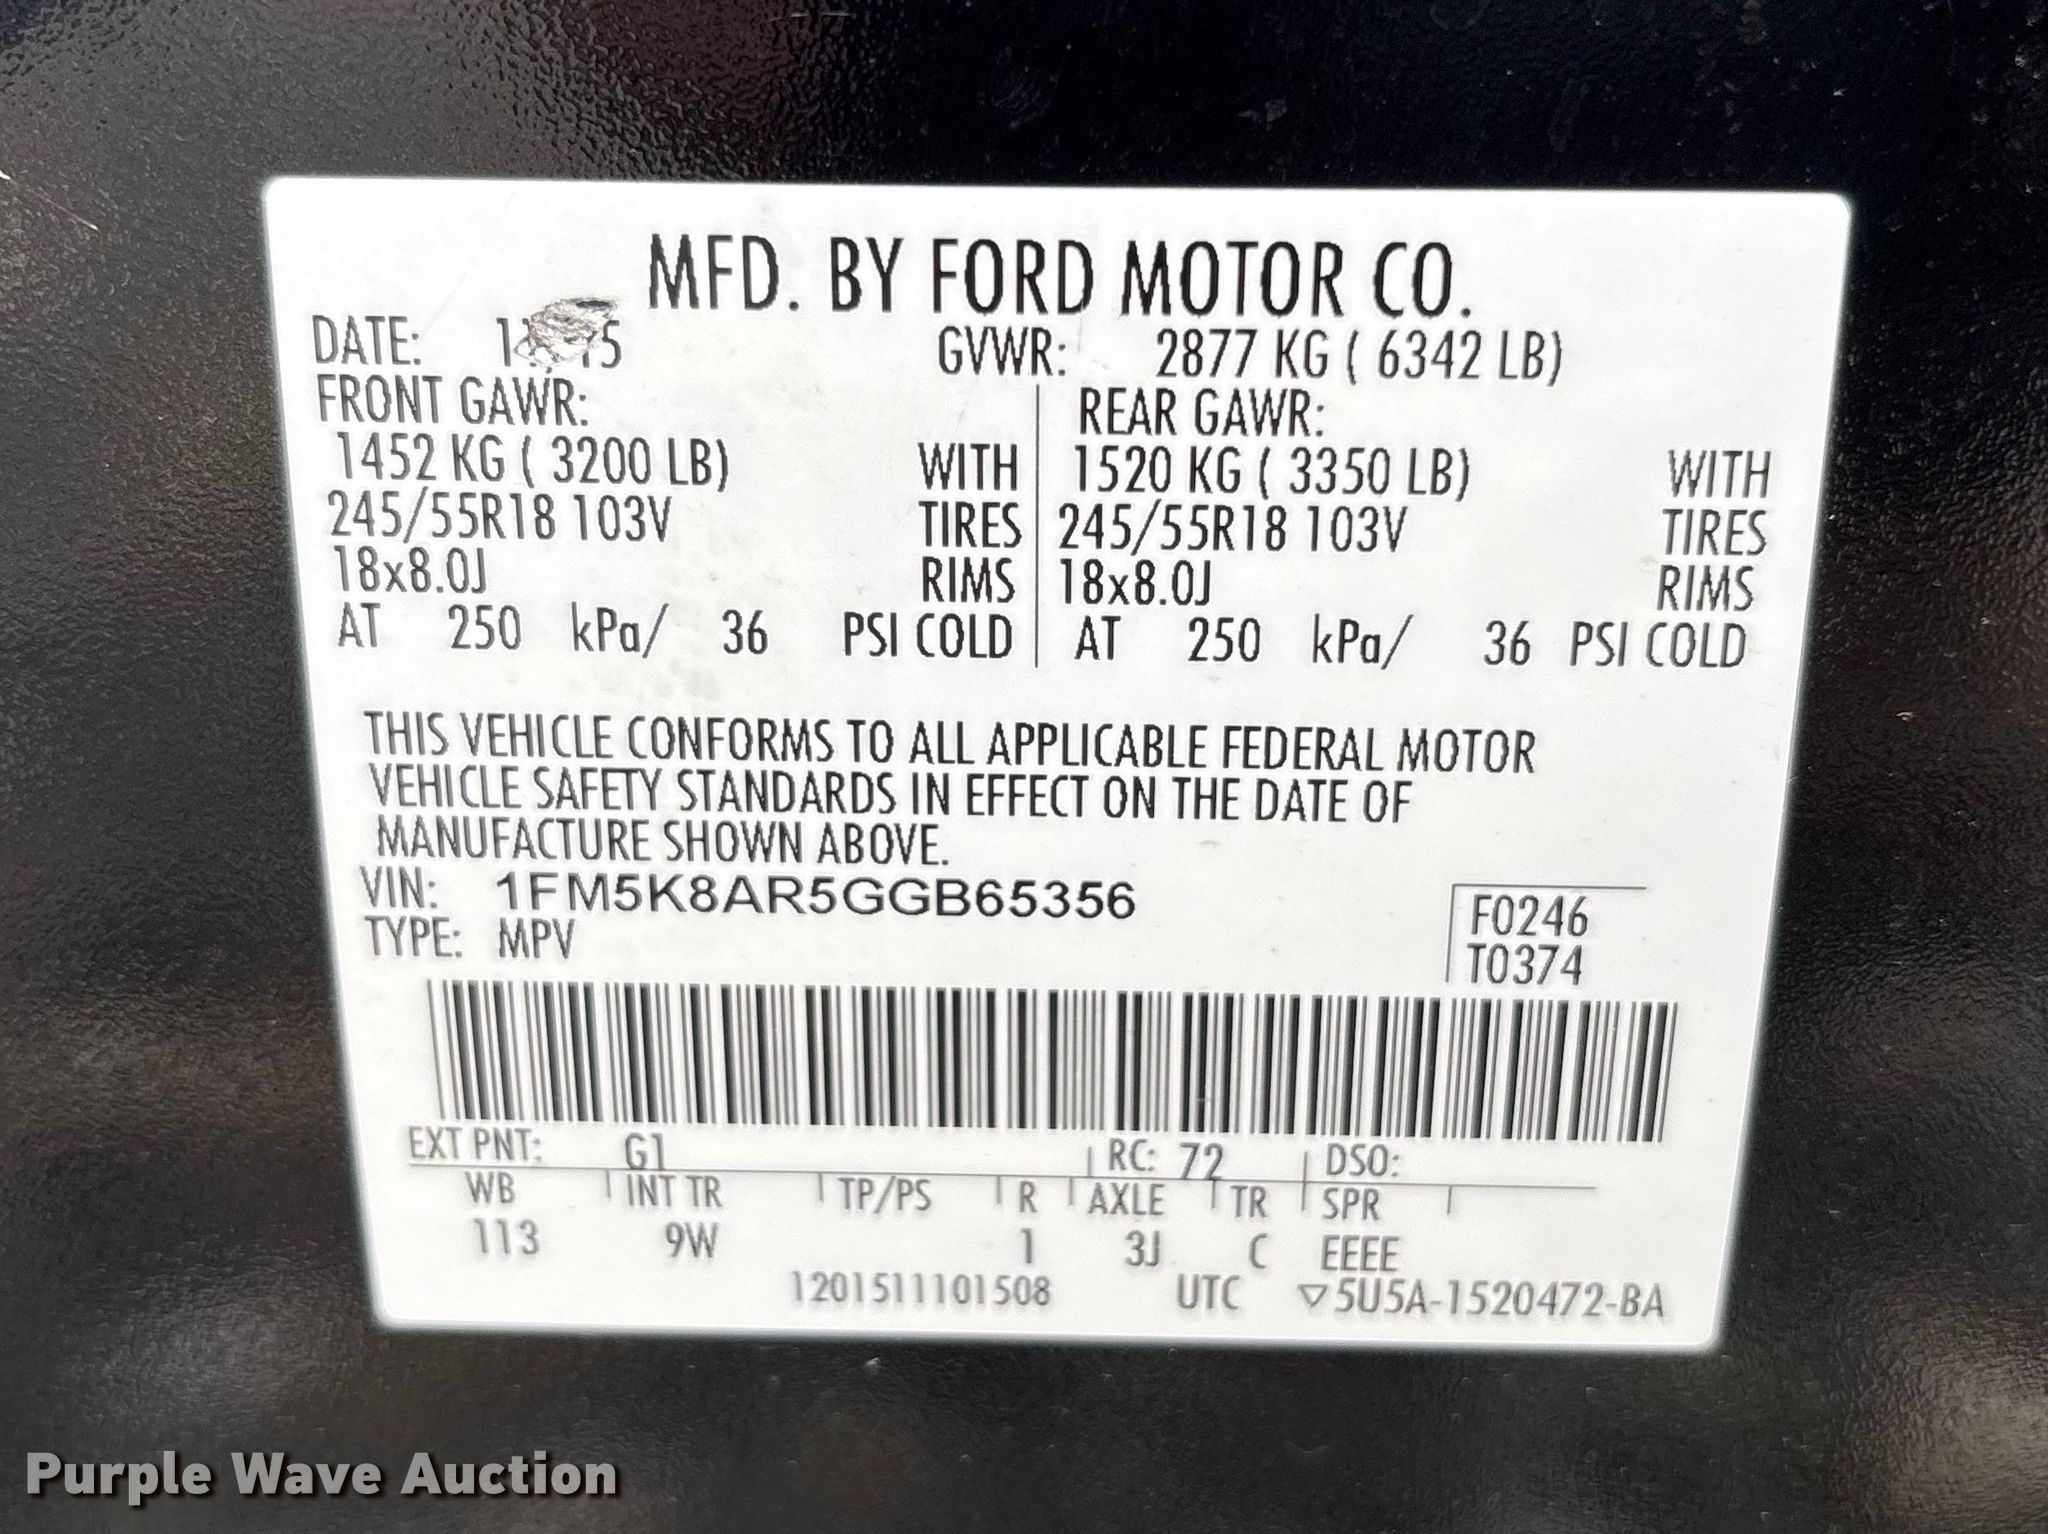 MFD. BY FORD MOTOR CO.
DATE: GVWR: 2877 KG ( 6342 LB)
FRONT GAWR: REAR GAWR:
1452 KG ( 3200 LB) WITH 1520 KG ( 3350 LB) WITH
245/55R18 103V TIRES 245/55R18 103V TIRES
18x8.0J RIMS 18x8.0J RIMS
AT 250 kPa/ 36 PSI COLD AT 250 kPa/ 36 PSI COLD
THIS VEHICLE CONFORMS TO ALL APPLICABLE FEDERAL MOTOR
VEHICLE SAFETY STANDARDS IN EFFECT ON THE DATE OF
MANUFACTURE SHOWN ABOVE.
VIN: 1FM5K8AR5GGB65356
TYPE: MPV
F0246
T0374
EXT PNT: G1 RC: 72 DSO:
WB INT TR TP/PS R AXLE TR SPR
113 9W 1 3J C EEEE
1201511101508 UTC ▽5U5A-1520472-BA
Purple Wave Auction